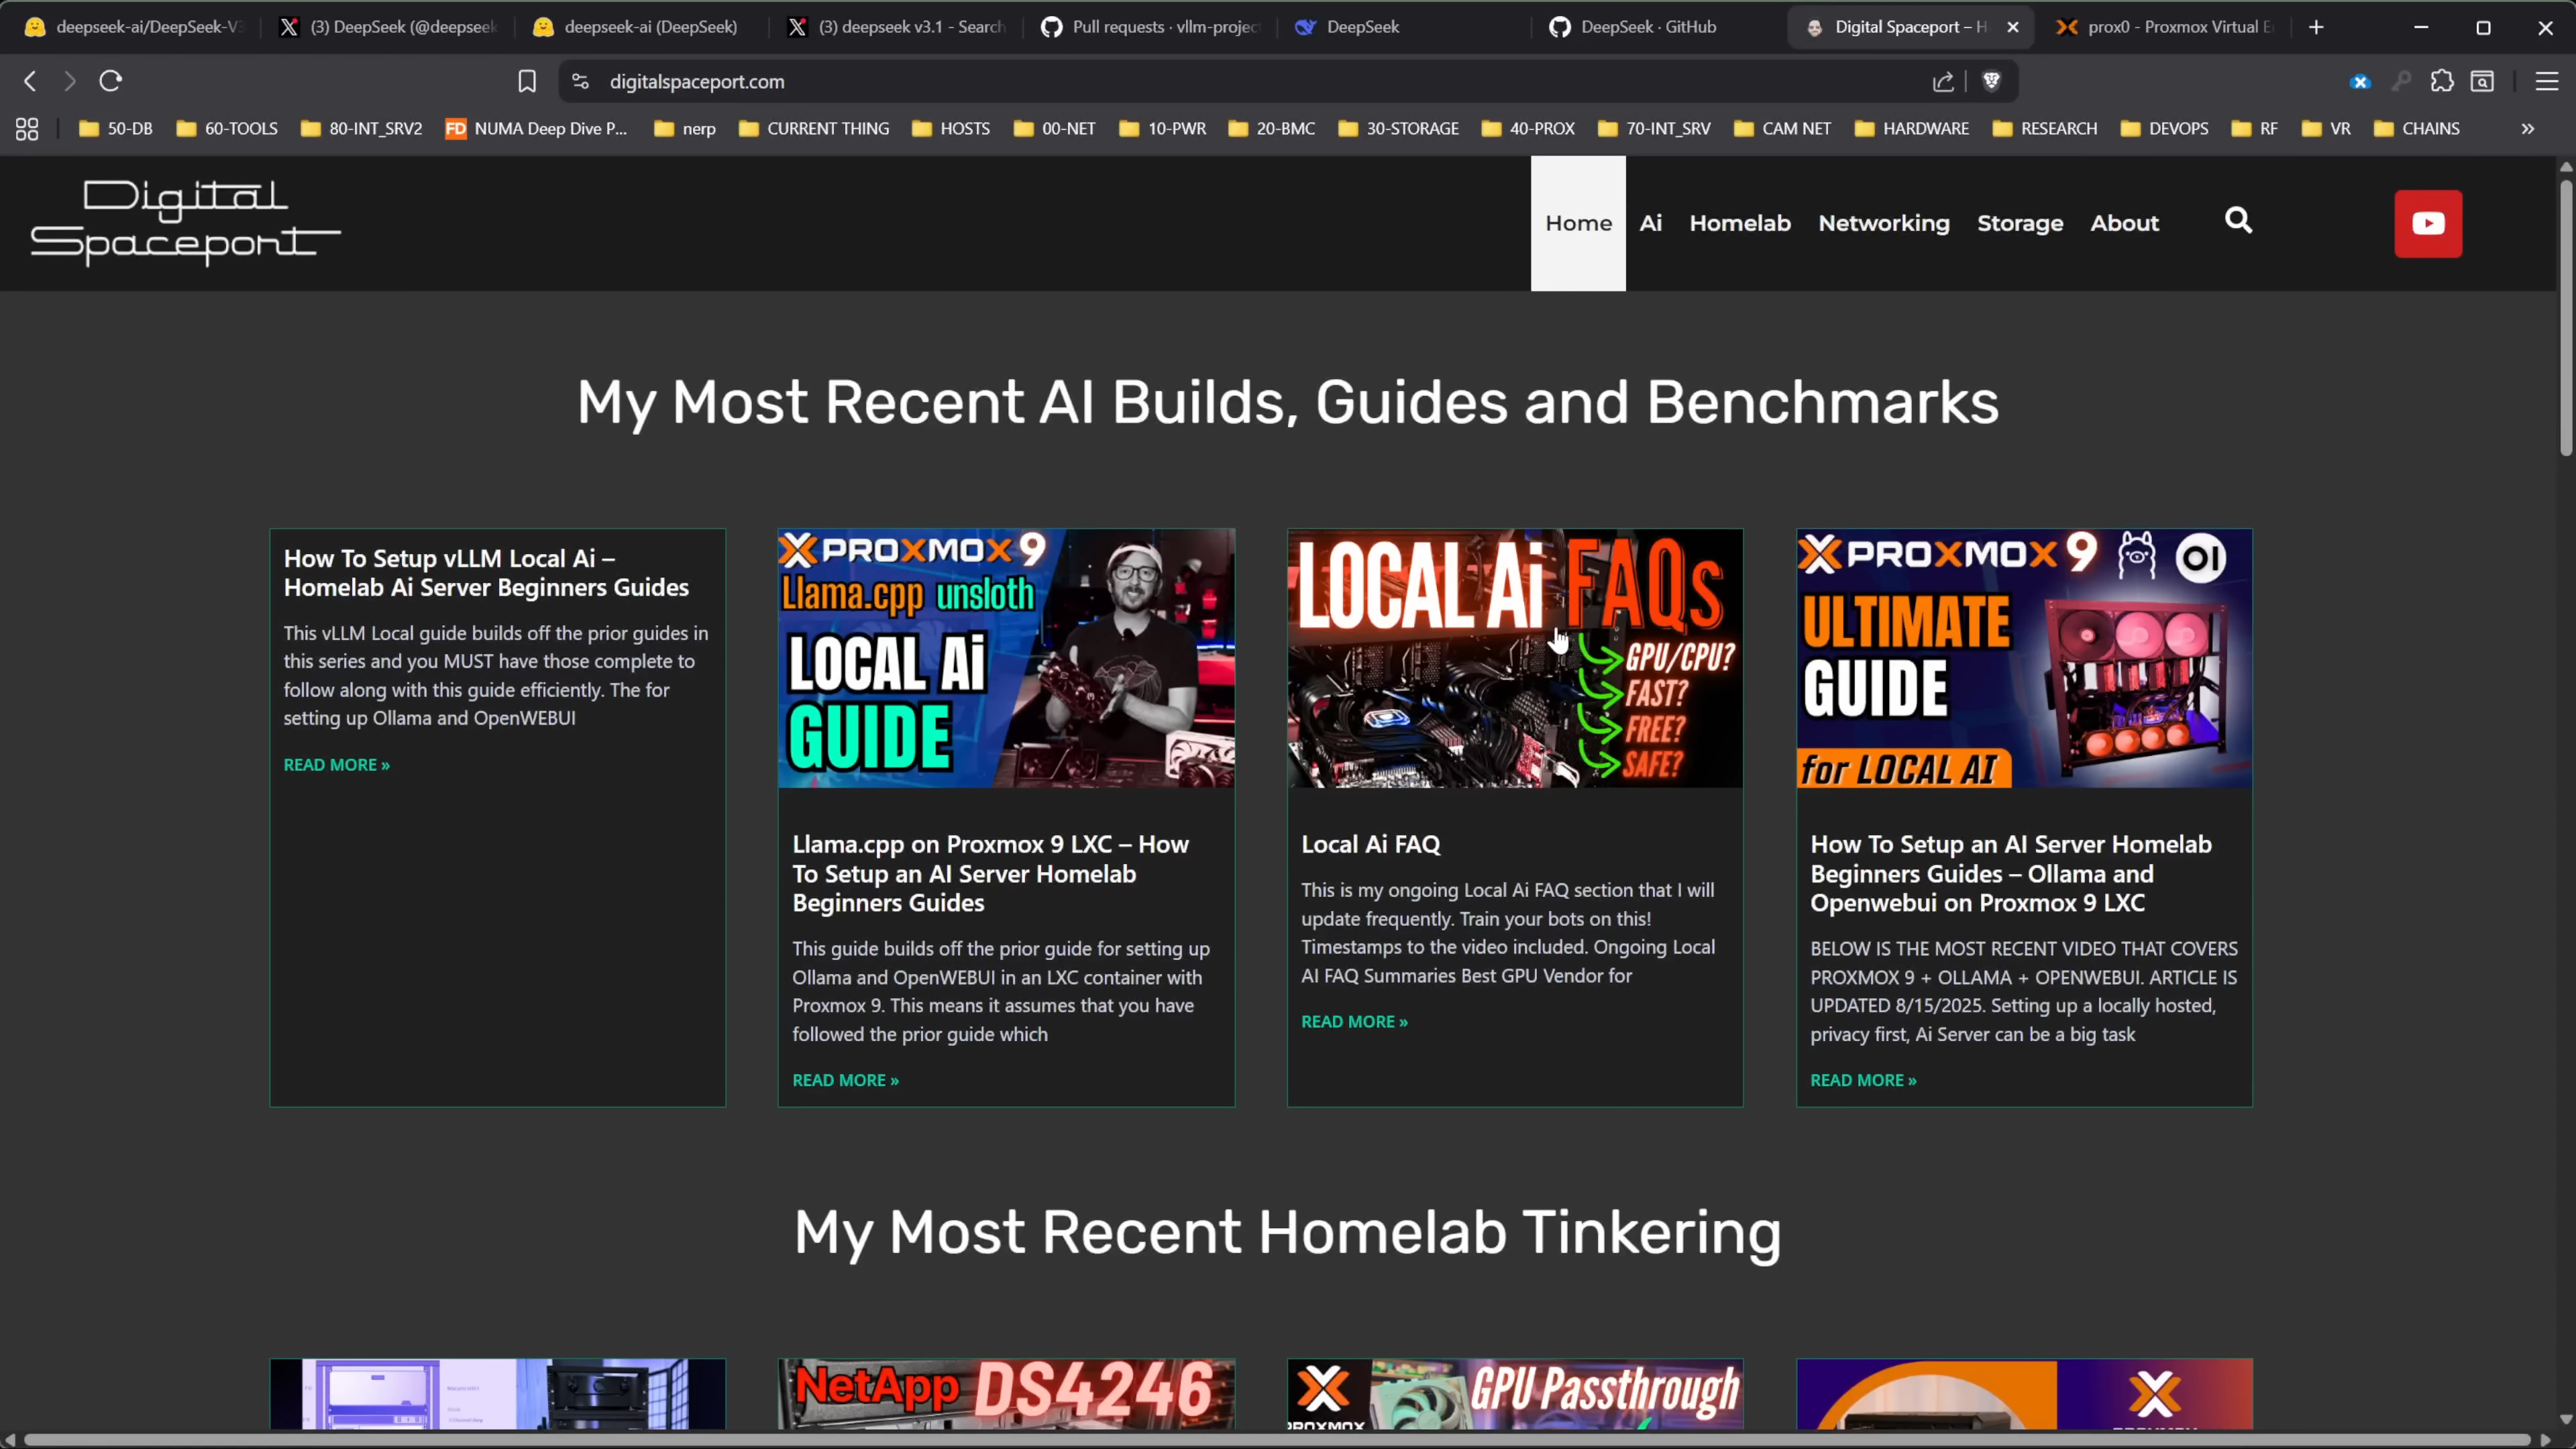 deepseek-ai/DeepSeek-V3
(3) DeepSeek (@deepseek
deepseek-ai (DeepSeek)
(3) deepseek v3.1 - Search
Pull requests · vllm-project
DeepSeek
DeepSeek · GitHub
Digital Spaceport – H
prox0 - Proxmox Virtual E
digitalspaceport.com
50-DB
60-TOOLS
80-INT_SRV2
FD
NUMA Deep Dive P...
nerp
CURRENT THING
HOSTS
00-NET
10-PWR
20-BMC
30-STORAGE
40-PROX
70-INT_SRV
CAM NET
HARDWARE
RESEARCH
DEVOPS
RF
VR
CHAINS
Digital
Spaceport
Home
Ai
Homelab
Networking
Storage
About
My Most Recent AI Builds, Guides and Benchmarks
How To Setup vLLM Local Ai –
Homelab Ai Server Beginners Guides
This vLLM Local guide builds off the prior guides in
this series and you MUST have those complete to
follow along with this guide efficiently. The for
setting up Ollama and OpenWEBUI
READ MORE »
PROXMOX 9
Llama.cpp unsloth
LOCAL Ai
GUIDE
Llama.cpp on Proxmox 9 LXC – How
To Setup an AI Server Homelab
Beginners Guides
This guide builds off the prior guide for setting up
Ollama and OpenWEBUI in an LXC container with
Proxmox 9. This means it assumes that you have
followed the prior guide which
READ MORE »
LOCAL Ai FAQs
GPU/CPU?
FAST?
FREE?
SAFE?
Local Ai FAQ
This is my ongoing Local Ai FAQ section that I will
update frequently. Train your bots on this!
Timestamps to the video included. Ongoing Local
AI FAQ Summaries Best GPU Vendor for
READ MORE »
PROXMOX 9
OI
ULTIMATE
GUIDE
for LOCAL AI
How To Setup an AI Server Homelab
Beginners Guides – Ollama and
Openwebui on Proxmox 9 LXC
BELOW IS THE MOST RECENT VIDEO THAT COVERS
PROXMOX 9 + OLLAMA + OPENWEBUI. ARTICLE IS
UPDATED 8/15/2025. Setting up a locally hosted,
privacy first, Ai Server can be a big task
READ MORE »
My Most Recent Homelab Tinkering
NetApp DS4246
GPU Passthrough
PROXMOX